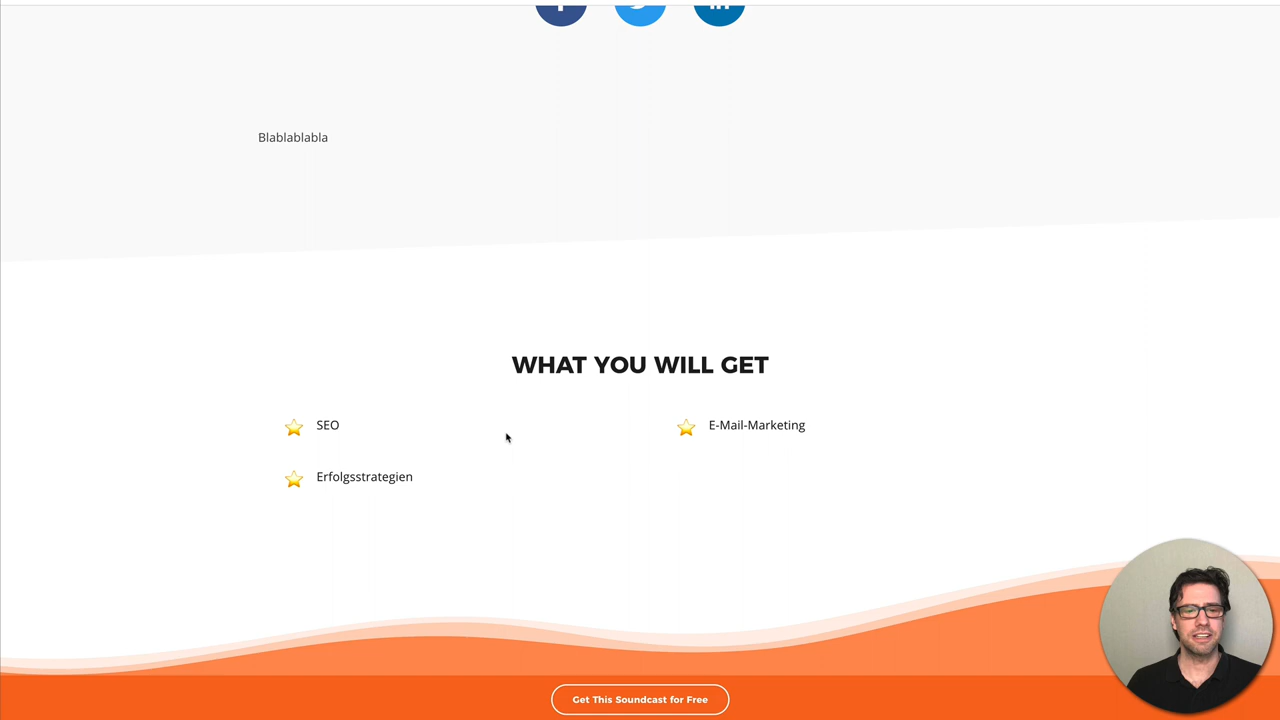 Blablablabla
WHAT YOU WILL GET
SEO
E-Mail-Marketing
Erfolgsstrategien
Get This Soundcast for Free